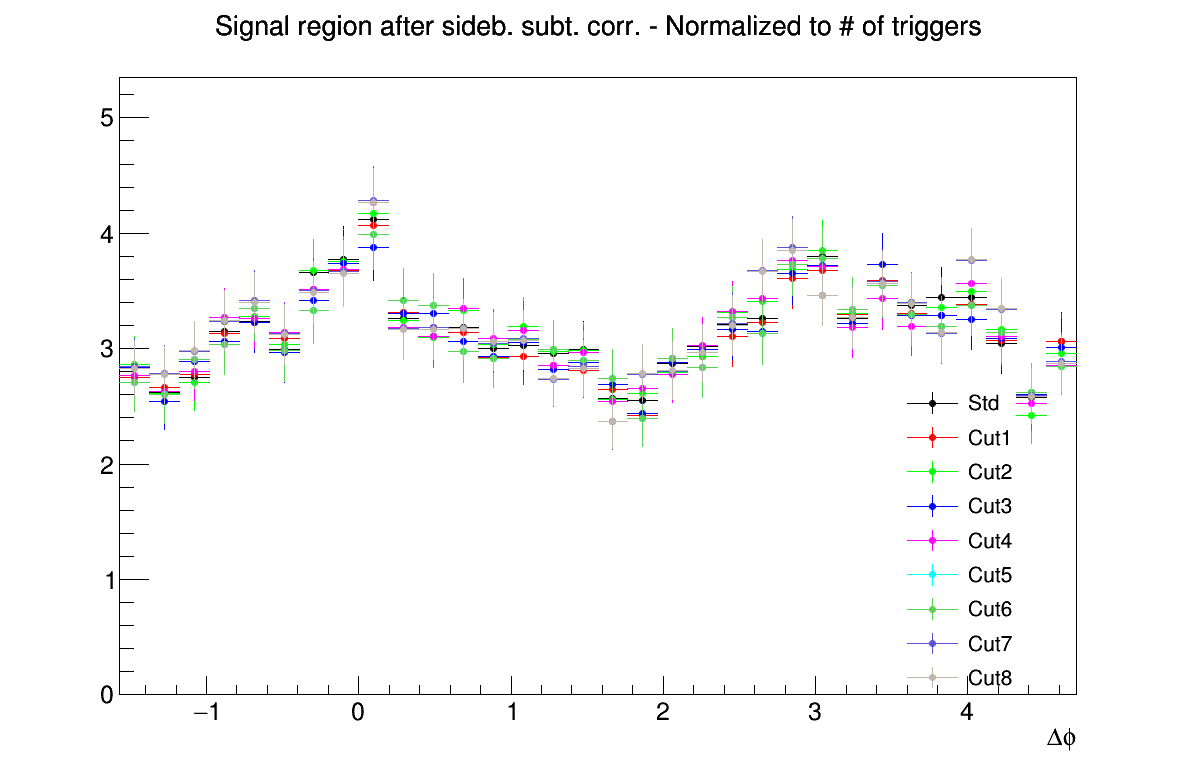 Signal region after sideb. subt. corr. - Normalized to # of triggers
5
4
3
2
1
0
Std
Cut1
Cut2
Cut3
Cut4
Cut5
Cut6
Cut7
Cut8
−1 0 1 2 3 4
Δϕ